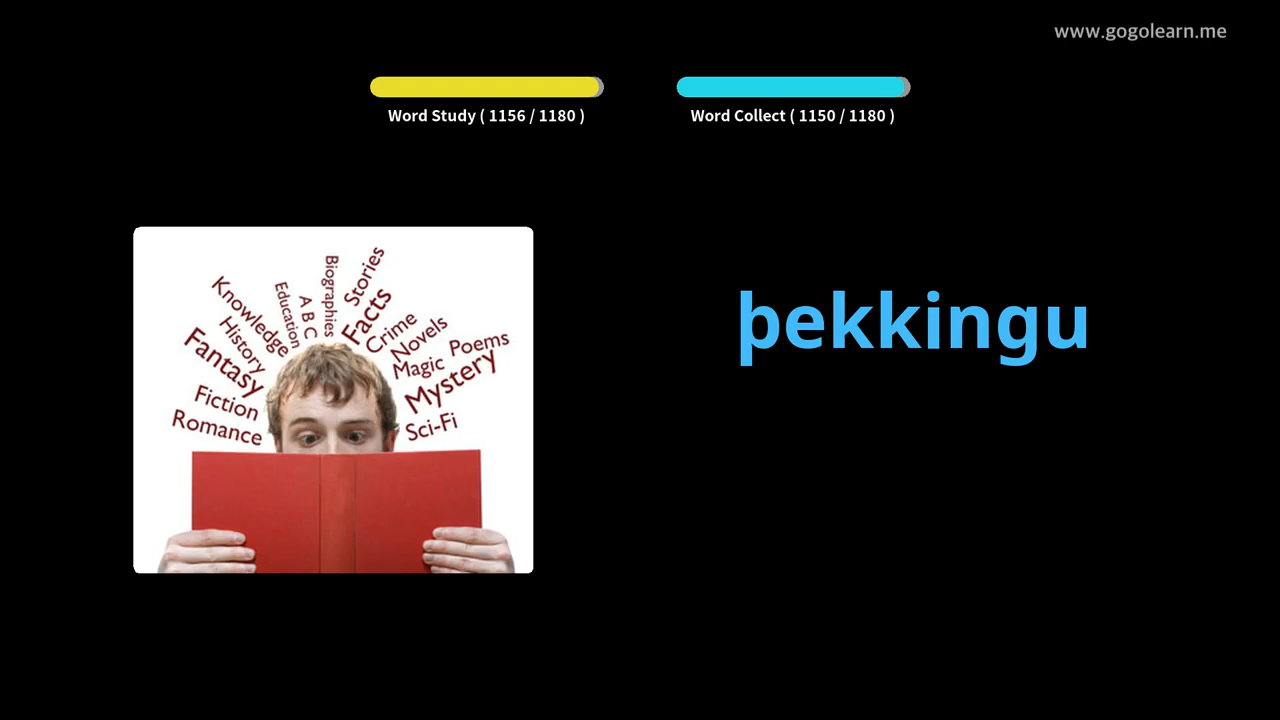 www.gogolearn.me
Word Study ( 1156 / 1180 )
Word Collect ( 1150 / 1180 )
þekkingu
Romance
Fiction
Fantasy
History
Knowledge
Education
A B C
Biographies
Stories
Facts
Crime
Novels
Magic
Poems
Mystery
Sci-Fi